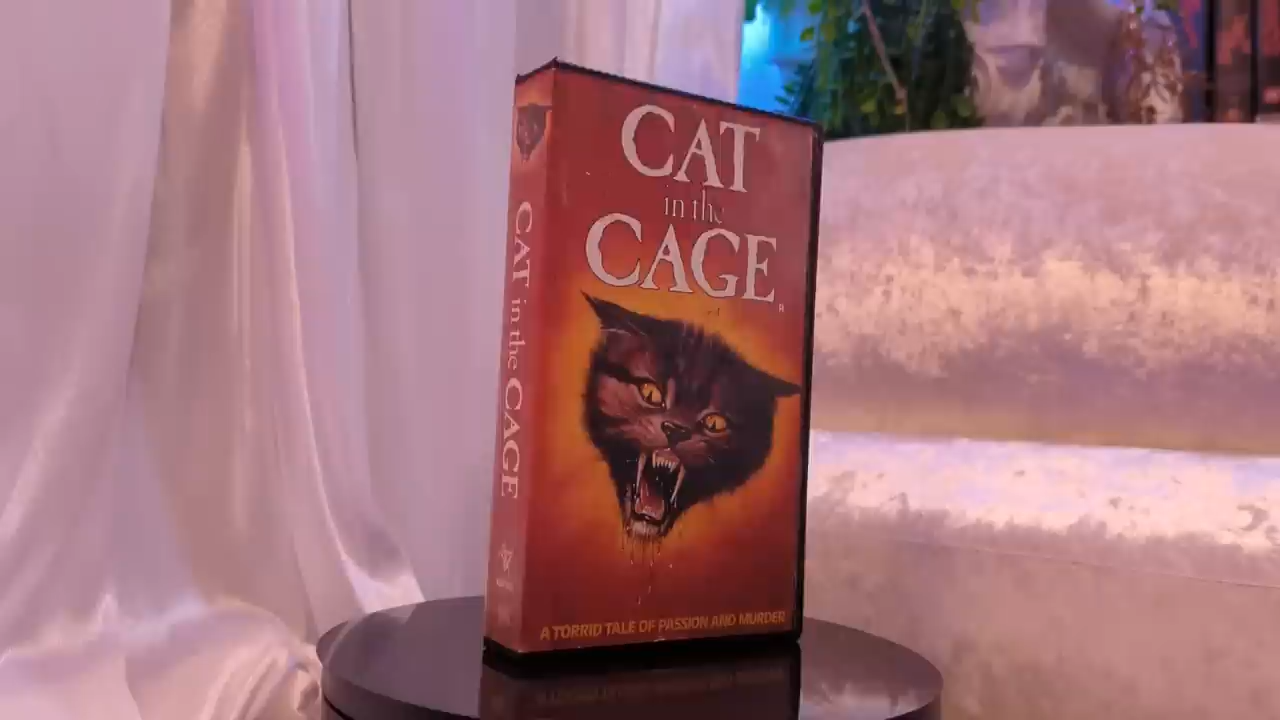 CAT
in the
CAGE
A TORRID TALE OF PASSION AND MURDER
CAT in the CAGE